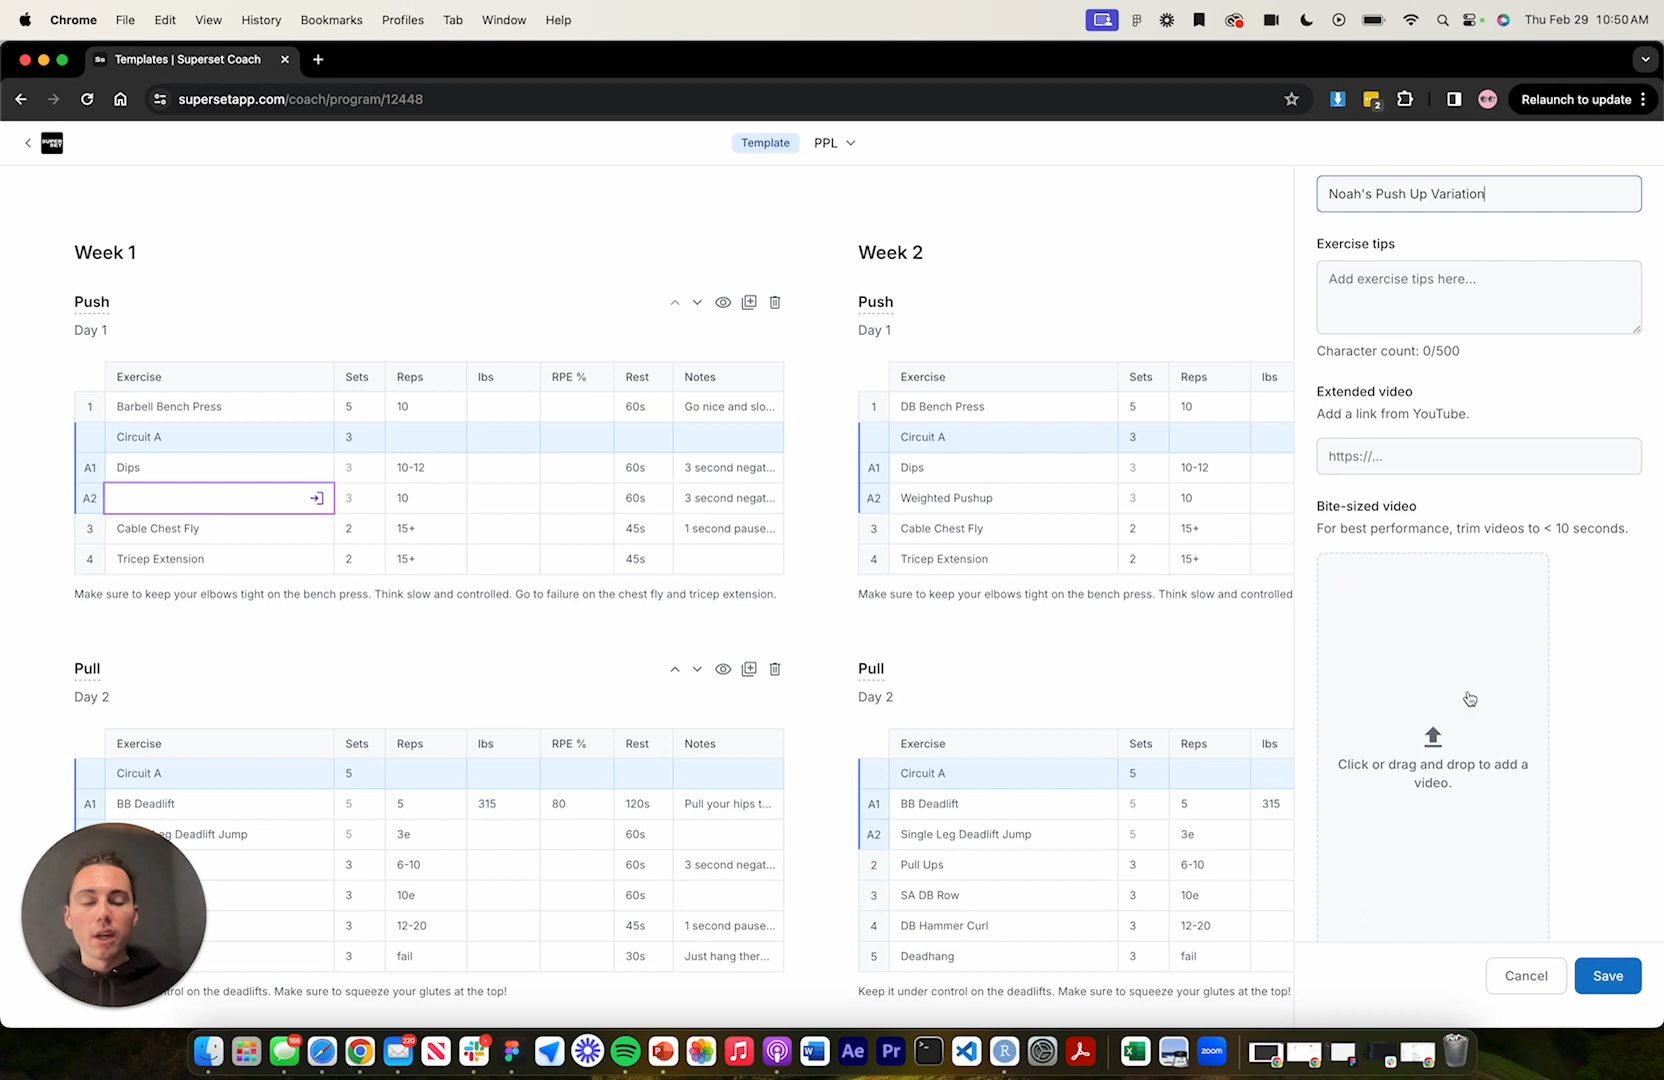 Chrome File Edit View History Bookmarks Profiles Tab Window Help
Thu Feb 29 10:50 AM
Templates | Superset Coach
supersetapp.com/coach/program/12448
2
Relaunch to update
SUPER
SET
Template PPL
Noah's Push Up Variation
Exercise tips
Add exercise tips here...
Character count: 0/500
Extended video
Add a link from YouTube.
https://...
Bite-sized video
For best performance, trim videos to < 10 seconds.
Click or drag and drop to add a
video.
Cancel Save
Week 1
Push
Day 1
Exercise Sets Reps lbs RPE % Rest Notes
1 Barbell Bench Press 5 10 60s Go nice and slo...
Circuit A 3
A1 Dips 3 10-12 60s 3 second negat...
A2 3 10 60s 3 second negat...
3 Cable Chest Fly 2 15+ 45s 1 second pause...
4 Tricep Extension 2 15+ 45s
Make sure to keep your elbows tight on the bench press. Think slow and controlled. Go to failure on the chest fly and tricep extension.
Pull
Day 2
Exercise Sets Reps lbs RPE % Rest Notes
Circuit A 5
A1 BB Deadlift 5 5 315 80 120s Pull your hips t...
eg Deadlift Jump 5 3e 60s
3 6-10 60s 3 second negat...
3 10e 60s
3 12-20 45s 1 second pause...
3 fail 30s Just hang ther...
trol on the deadlifts. Make sure to squeeze your glutes at the top!
Week 2
Push
Day 1
Exercise Sets Reps lbs
1 DB Bench Press 5 10
Circuit A 3
A1 Dips 3 10-12
A2 Weighted Pushup 3 10
3 Cable Chest Fly 2 15+
4 Tricep Extension 2 15+
Make sure to keep your elbows tight on the bench press. Think slow and controlled
Pull
Day 2
Exercise Sets Reps lbs
Circuit A 5
A1 BB Deadlift 5 5 315
A2 Single Leg Deadlift Jump 5 3e
2 Pull Ups 3 6-10
3 SA DB Row 3 10e
4 DB Hammer Curl 3 12-20
5 Deadhang 3 fail
Keep it under control on the deadlifts. Make sure to squeeze your glutes at the top!
166 220 Ae Pr zoom